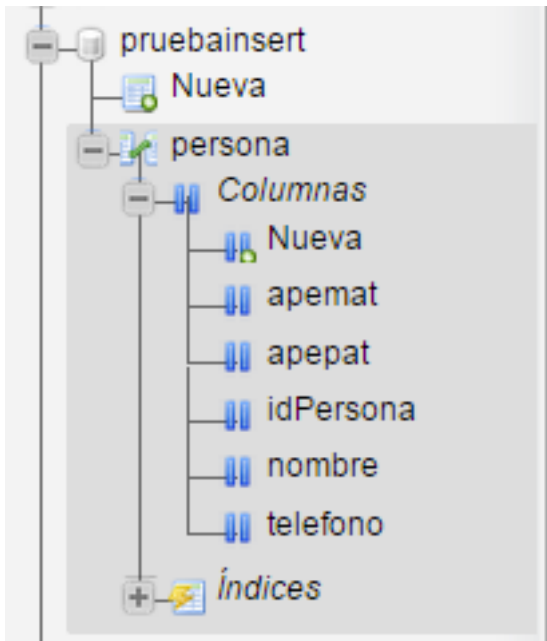 pruebainsert
Nueva
persona
Columnas
Nueva
apemat
apepat
idPersona
nombre
telefono
Índices